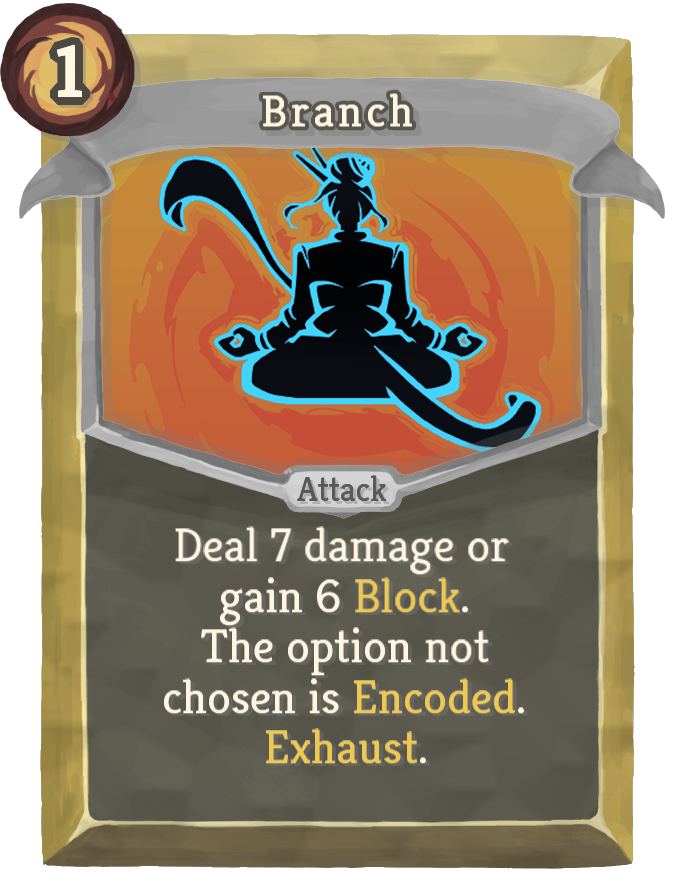 1
Branch
Attack
Deal 7 damage or
gain 6 Block.
The option not
chosen is Encoded.
Exhaust.